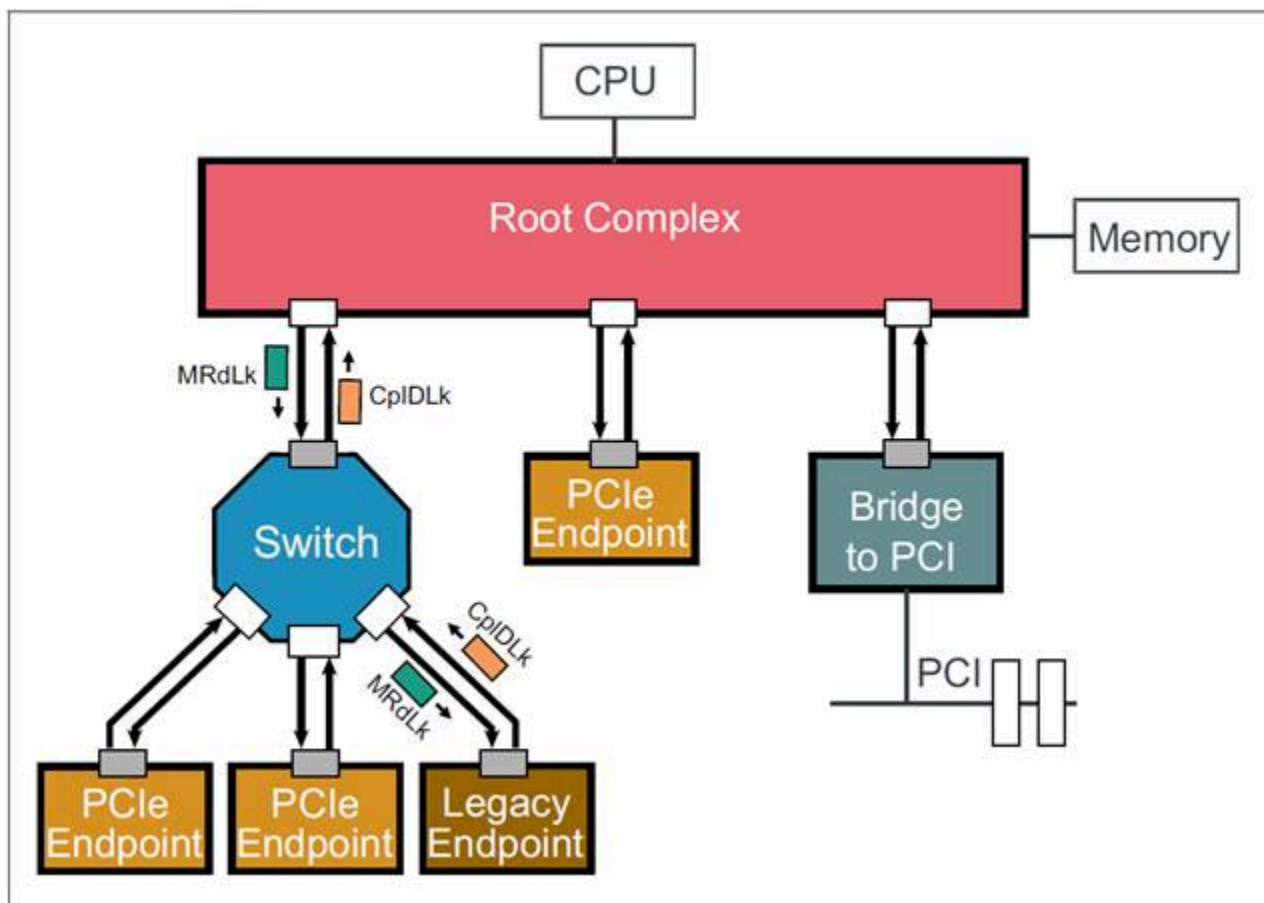 CPU
Root Complex
Memory
MRdLk
CplDLk
PCIe
Endpoint
Bridge
to PCI
Switch
CplDLk
MRdLk
PCI
PCIe
Endpoint
PCIe
Endpoint
Legacy
Endpoint